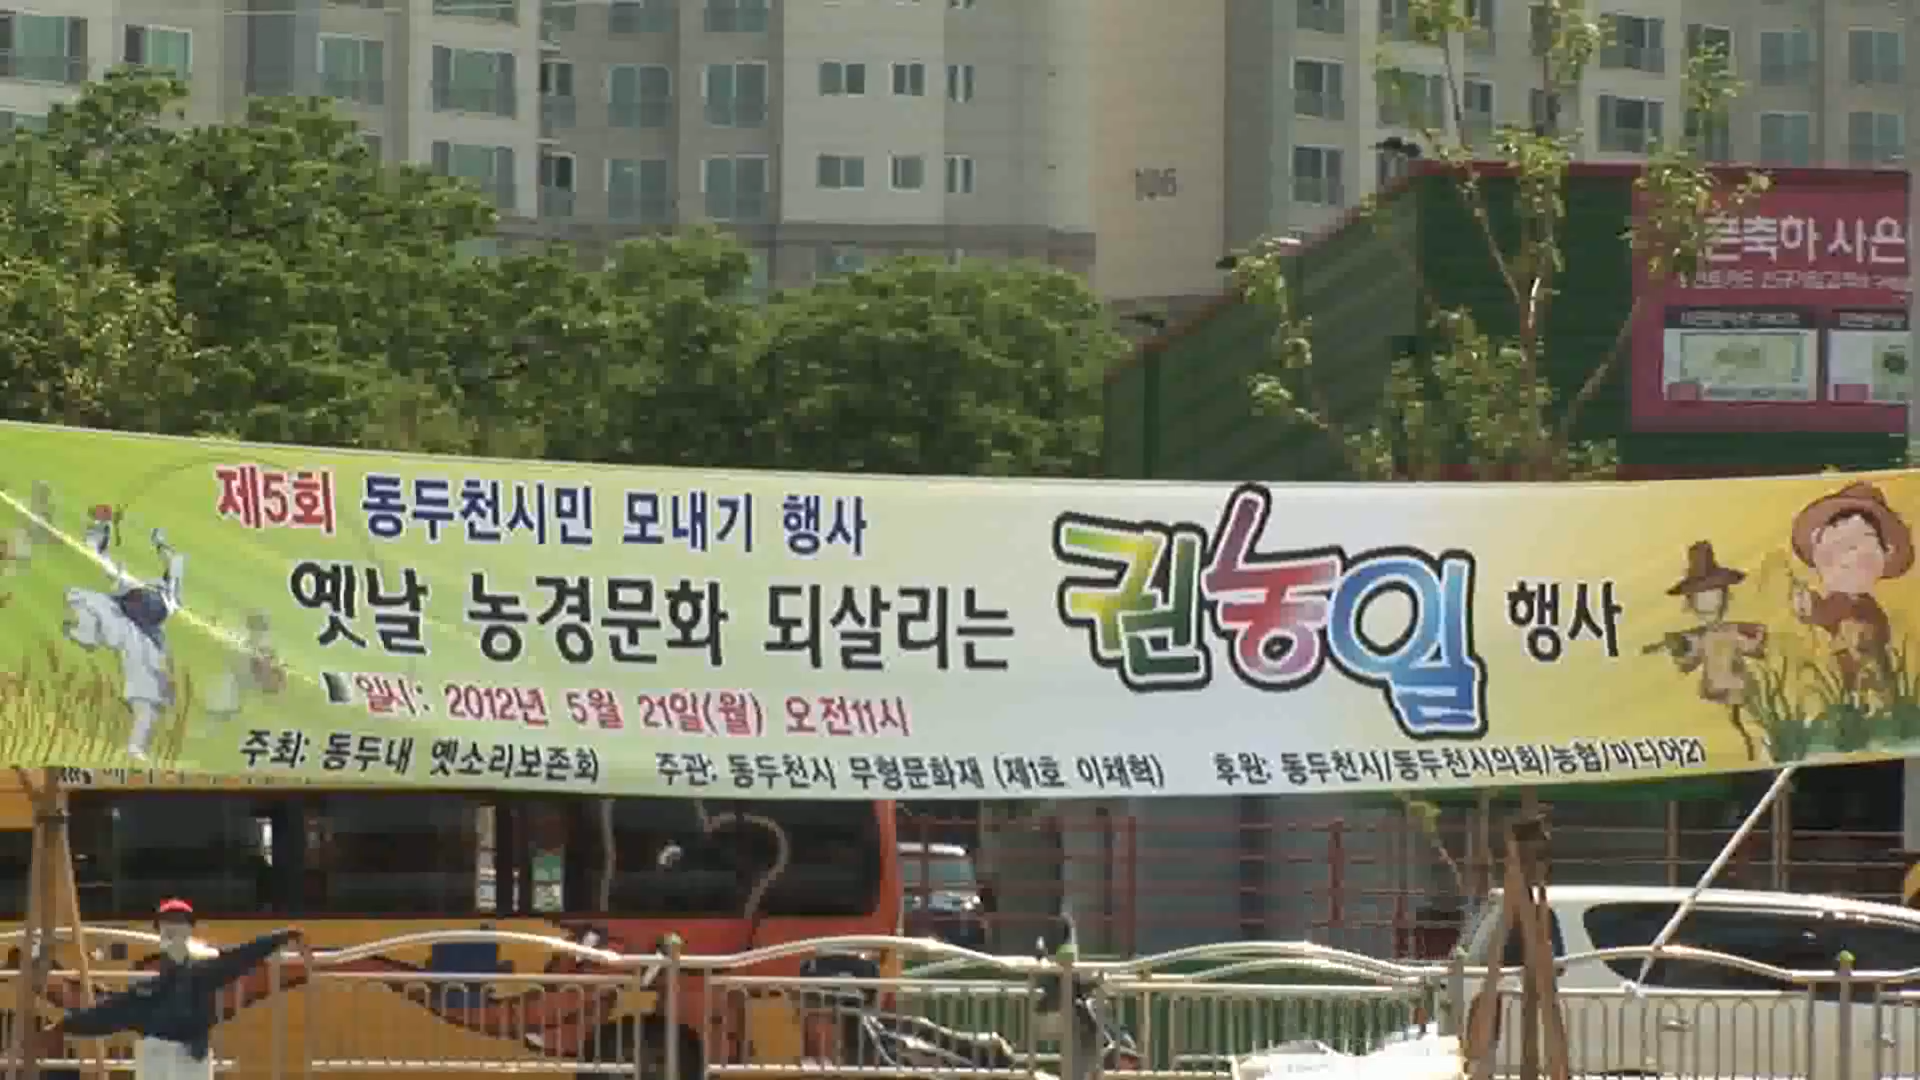 106
축하 사은
제5회 동두천시민 모내기 행사
옛날 농경문화 되살리는 권농일 행사
일시: 2012년 5월 21일(월) 오전11시
주최: 동두내 옛소리보존회 주관: 동두천시 무형문화재 (제1호 이채혁) 후원: 동두천시/동두천시의회/농협/미디어21